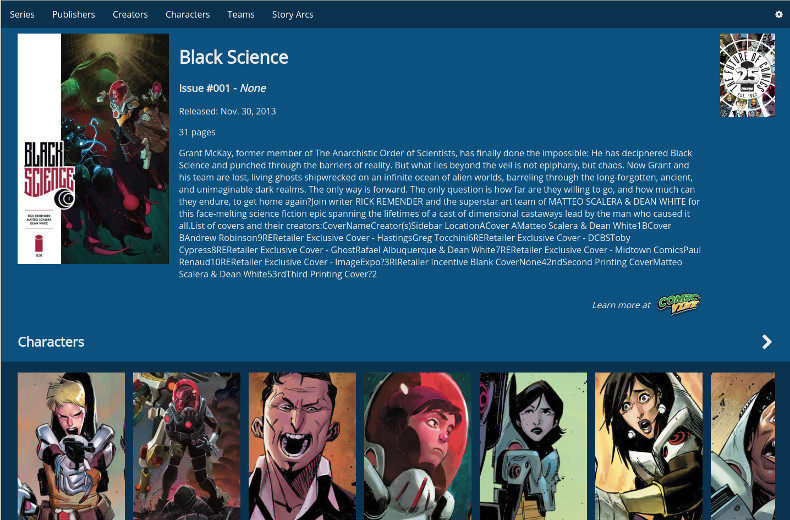 Series Publishers Creators Characters Teams Story Arcs
BLACK
SCIENCE
Black Science
Issue #001 - None
Released: Nov. 30, 2013
31 pages
Grant McKay, former member of The Anarchistic Order of Scientists, has finally done the impossible: He has deciphered Black
Science and punched through the barriers of reality. But what lies beyond the veil is not epiphany, but chaos. Now Grant and
his team are lost, living ghosts shipwrecked on an infinite ocean of alien worlds, barreling through the long-forgotten, ancient,
and unimaginable dark realms. The only way is forward. The only question is how far are they willing to go, and how much can
they endure, to get home again?Join writer RICK REMENDER and the superstar art team of MATTEO SCALERA & DEAN WHITE for
this face-melting science fiction epic spanning the lifetimes of a cast of dimensional castaways lead by the man who caused it
all.List of covers and their creators:CoverNameCreator(s)Sidebar LocationACover AMatteo Scalera & Dean White1BCover
BAndrew Robinson9RERetailer Exclusive Cover - HastingsGreg Tocchini6RERetailer Exclusive Cover - DCBSToby
Cypress8RERetailer Exclusive Cover - GhostRafael Albuquerque & Dean White7RERetailer Exclusive Cover - Midtown ComicsPaul
Renaud10RERetailer Exclusive Cover - ImageExpo?3RIRetailer Incentive Blank CoverNone42ndSecond Printing CoverMatteo
Scalera & Dean White53rdThird Printing Cover?2
THE FUTURE OF COMICS
25
Learn more at
COMIC
VINE
Characters